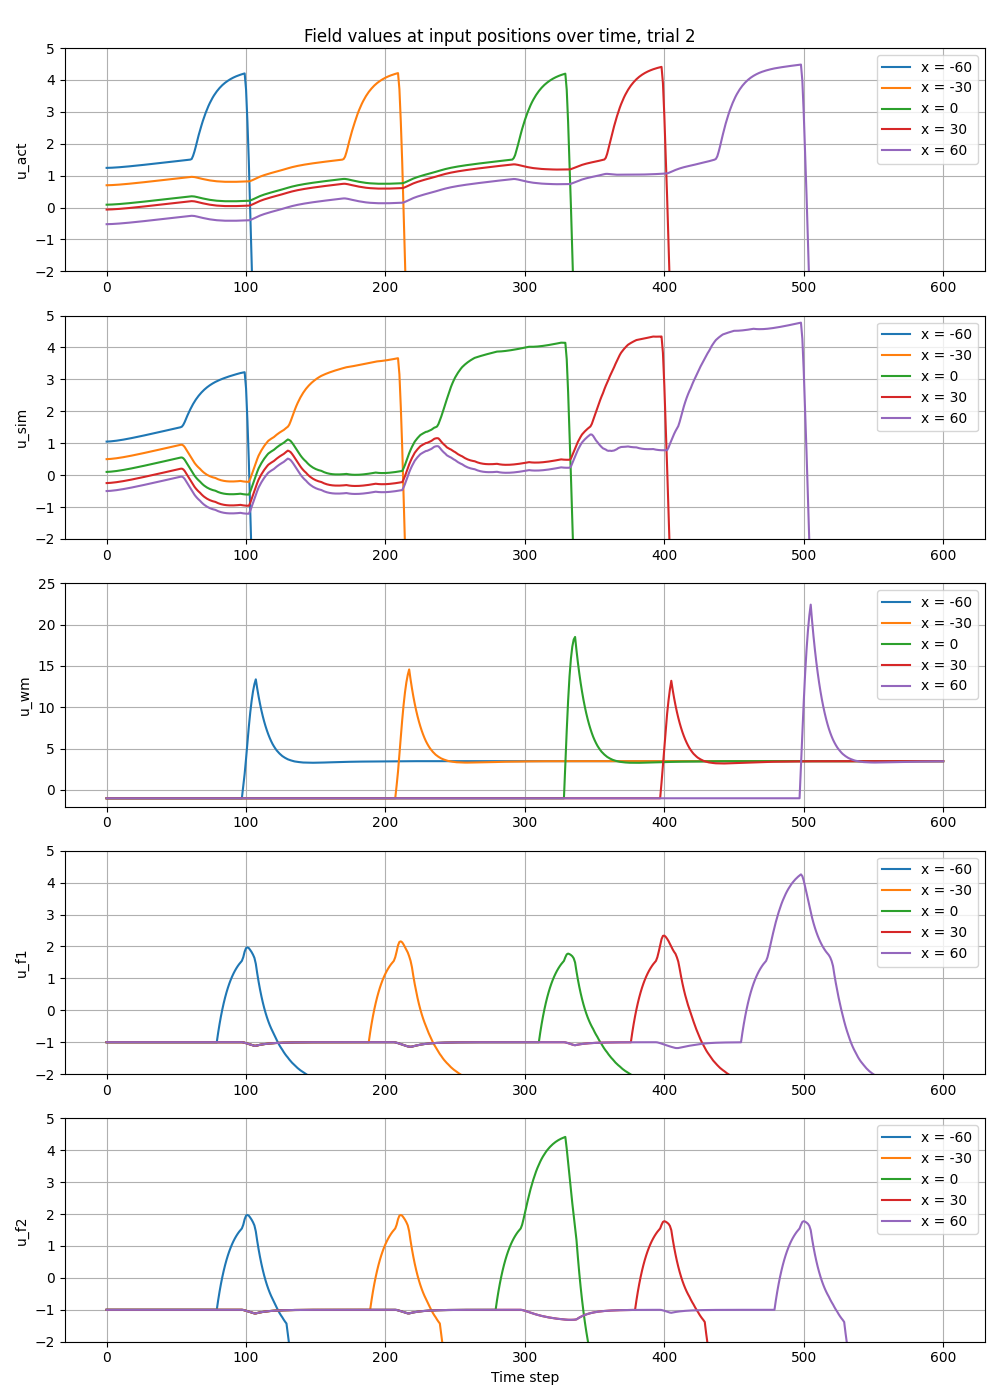 Field values at input positions over time, trial 2
5
4
3
2
1
0
−1
−2
u_act
x = -60
x = -30
x = 0
x = 30
x = 60
0 100 200 300 400 500 600
5
4
3
2
1
0
−1
−2
u_sim
x = -60
x = -30
x = 0
x = 30
x = 60
0 100 200 300 400 500 600
25
20
15
10
5
0
u_wm
x = -60
x = -30
x = 0
x = 30
x = 60
0 100 200 300 400 500 600
5
4
3
2
1
0
−1
−2
u_f1
x = -60
x = -30
x = 0
x = 30
x = 60
0 100 200 300 400 500 600
5
4
3
2
1
0
−1
−2
u_f2
x = -60
x = -30
x = 0
x = 30
x = 60
0 100 200 300 400 500 600
Time step